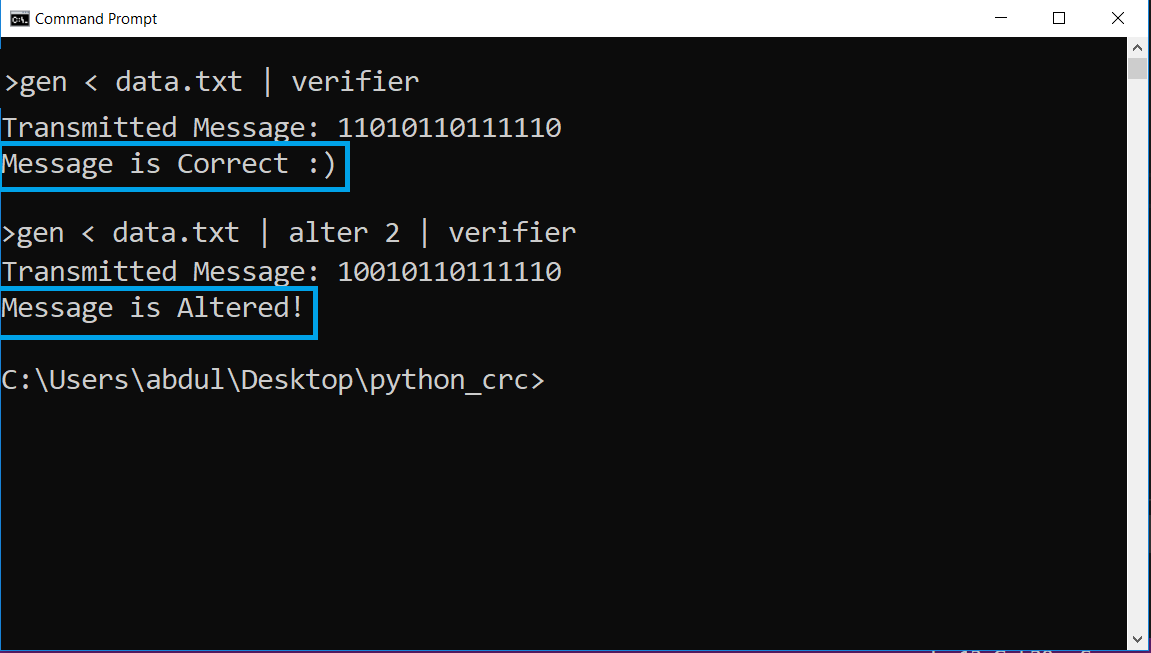 Command Prompt
>gen < data.txt | verifier
Transmitted Message: 11010110111110
Message is Correct :)
>gen < data.txt | alter 2 | verifier
Transmitted Message: 10010110111110
Message is Altered!
C:\Users\abdul\Desktop\python_crc>